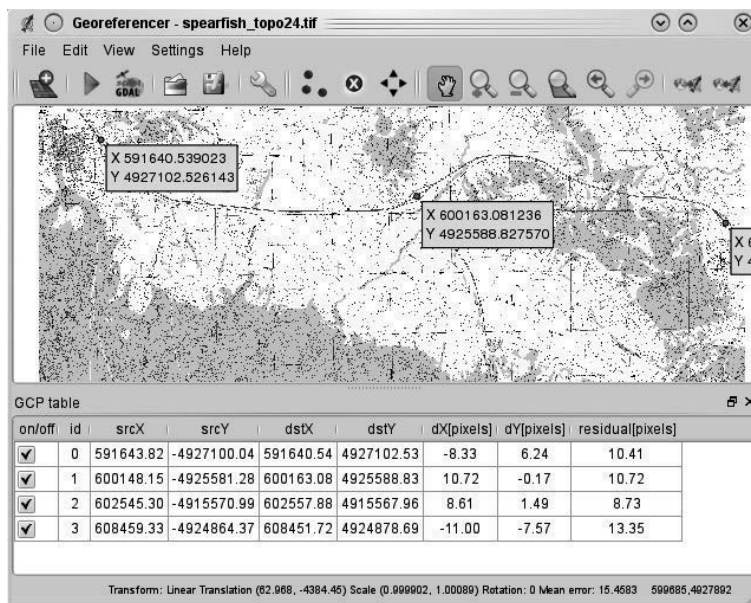 Georeferencer - spearfish_topo24.tif
File Edit View Settings Help
GDAL
X 591640.539023
Y 4927102.526143
X 600163.081236
Y 4925588.827570
X 6
Y 4
GCP table
on/off id srcX srcY dstX dstY dX[pixels] dY[pixels] residual[pixels]
0 591643.82 -4927100.04 591640.54 4927102.53 -8.33 6.24 10.41
1 600148.15 -4925581.28 600163.08 4925588.83 10.72 -0.17 10.72
2 602545.30 -4915570.99 602557.88 4915567.96 8.61 1.49 8.73
3 608459.33 -4924864.37 608451.72 4924878.69 -11.00 -7.57 13.35
Transform: Linear Translation (62.968, -4384.45) Scale (0.999902, 1.00089) Rotation: 0 Mean error: 15.4583 599685,4927892